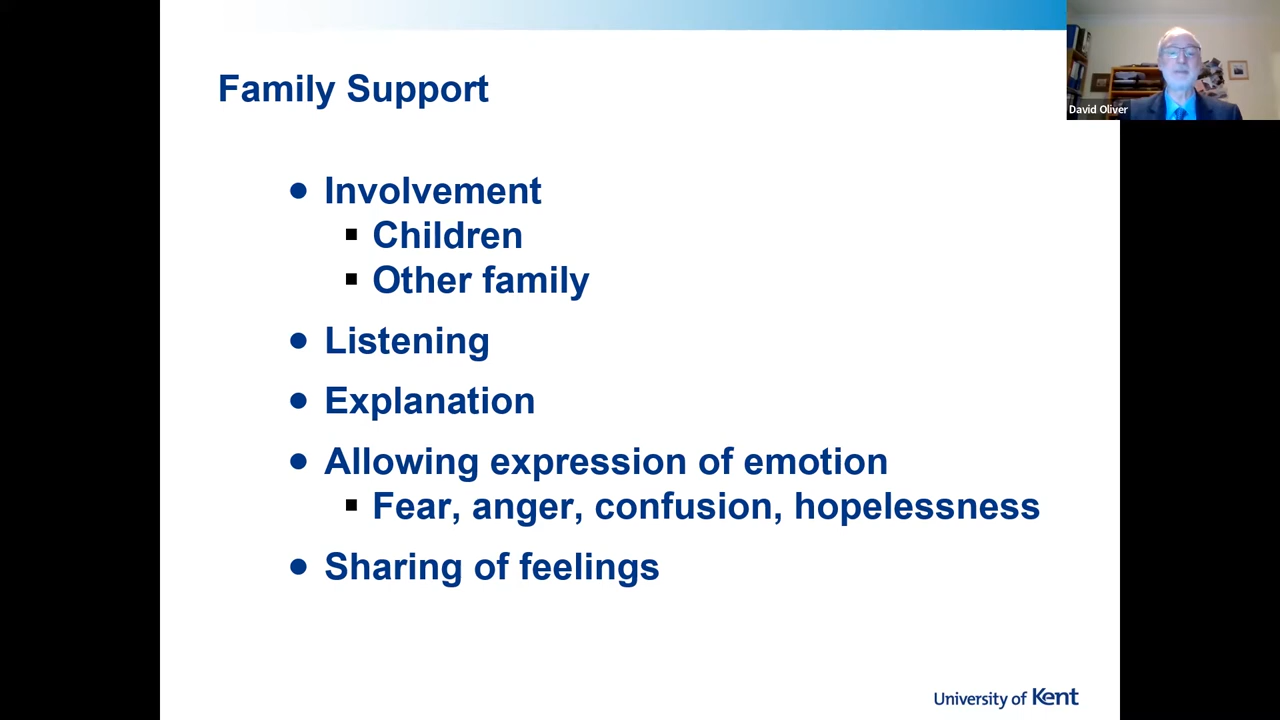 Family Support
David Oliver
• Involvement
▪ Children
▪ Other family
• Listening
• Explanation
• Allowing expression of emotion
▪ Fear, anger, confusion, hopelessness
• Sharing of feelings
University of Kent